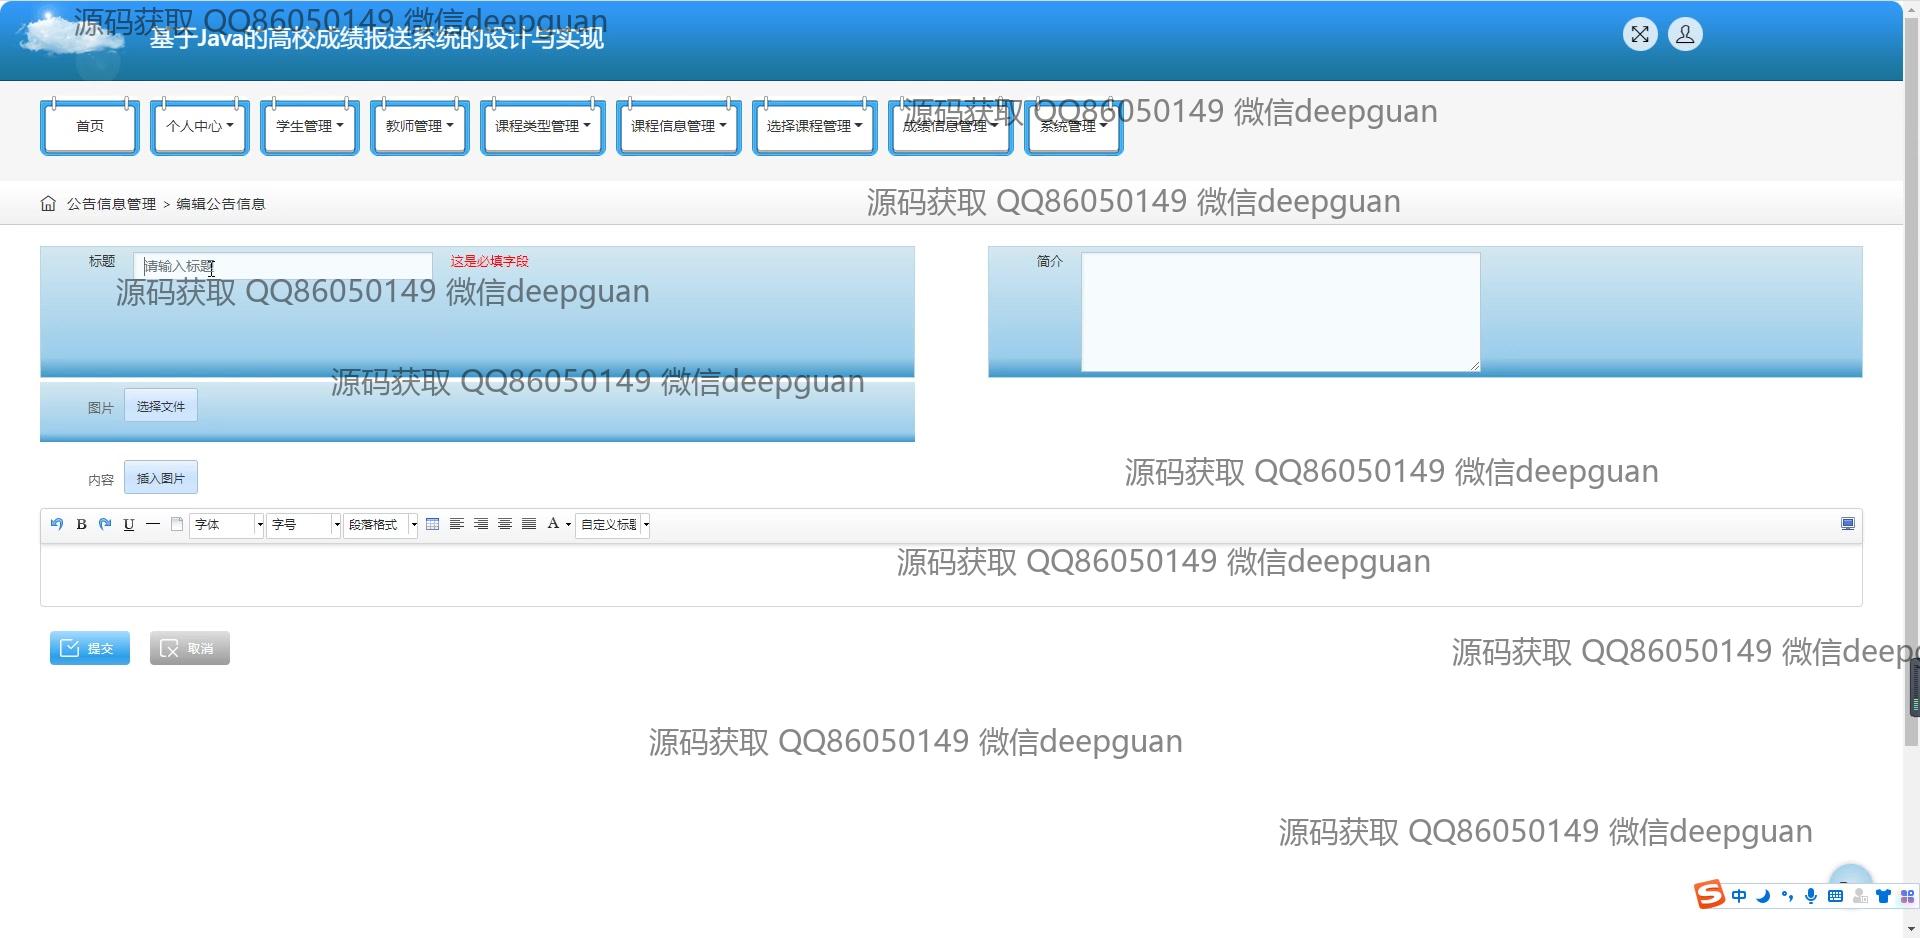 源码获取 QQ86050149 微信deepguan
基于Java的高校成绩报送系统的设计与实现
首页 个人中心 学生管理 教师管理 课程类型管理 课程信息管理 选择课程管理 成绩信息管理 系统管理
源码获取 QQ86050149 微信deepguan
公告信息管理 > 编辑公告信息
源码获取 QQ86050149 微信deepguan
标题 请输入标题 这是必填字段 简介
源码获取 QQ86050149 微信deepguan
源码获取 QQ86050149 微信deepguan
图片 选择文件
源码获取 QQ86050149 微信deepguan
内容 插入图片
B U 字体 字号 段落格式 A 自定义标题
源码获取 QQ86050149 微信deepguan
提交 取消
源码获取 QQ86050149 微信deep
源码获取 QQ86050149 微信deepguan
源码获取 QQ86050149 微信deepguan
S 中